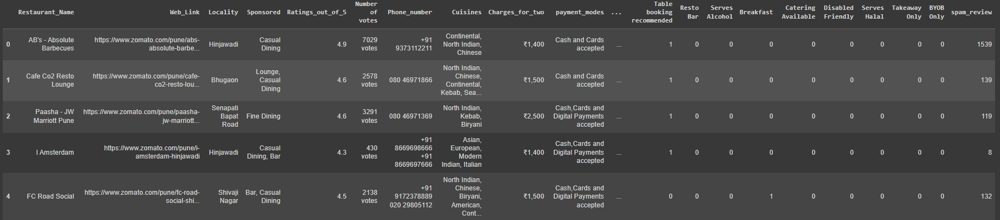 Restaurant_Name Web_Link Locality Sponsored Ratings_out_of_5 Number of votes Phone_number Cuisines Charges_for_two payment_modes ... Table booking recommended Resto Bar Serves Alcohol Breakfast Catering Available Disabled Friendly Serves Halal Takeaway Only BYOB Only spam_review
0 AB's - Absolute Barbecues https://www.zomato.com/pune/abs-absolute-barbe... Hinjawadi Casual Dining 4.9 7029 votes +91 9373112211 Continental, North Indian, Chinese ₹1,400 Cash and Cards accepted ... 1 0 0 0 0 0 0 0 0 1539
1 Cafe Co2 Resto Lounge https://www.zomato.com/pune/cafe-co2-resto-lou... Bhugaon Lounge, Casual Dining 4.6 2578 votes 080 46971866 North Indian, Chinese, Continental, Kebab, Sea... ₹1,500 Cash and Cards accepted ... 1 0 0 0 0 0 0 0 0 139
2 Paasha - JW Marriott Pune https://www.zomato.com/pune/paasha-jw-marriott... Senapati Bapat Road Fine Dining 4.6 3291 votes 080 46971369 North Indian, Kebab, Biryani ₹2,500 Cash,Cards and Digital Payments accepted ... 1 0 0 0 0 0 0 0 0 119
3 I Amsterdam https://www.zomato.com/pune/i-amsterdam-hinjawadi Hinjawadi Casual Dining, Bar 4.3 430 votes +91 8669698666 +91 8669697666 Asian, European, Modern Indian, Italian ₹1,400 Cash,Cards and Digital Payments accepted ... 1 0 0 0 0 0 0 0 0 8
4 FC Road Social https://www.zomato.com/pune/fc-road-social-shi... Shivaji Nagar Bar, Casual Dining 4.5 2138 votes +91 9172378889 020 29805112 North Indian, Chinese, Biryani, American, Cont... ₹1,500 Cash,Cards and Digital Payments accepted ... 0 0 0 1 0 0 0 0 0 132